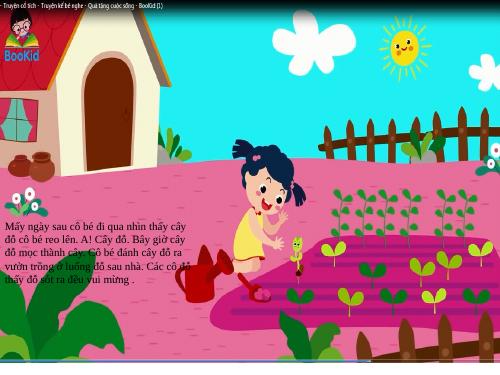 - Truyện cổ tích - Truyện kể bé nghe - Quà tặng cuộc sống - BooKid (1)
BooKid
Mấy ngày sau cô bé đi qua nhìn thấy cây
đỗ cô bé reo lên. A! Cây đỗ. Bây giờ cây
đỗ mọc thành cây. Cô bé đánh cây đỗ ra
vườn trồng ở luống đỗ sau nhà. Các cô đỗ
thấy đỗ sót ra đều vui mừng .